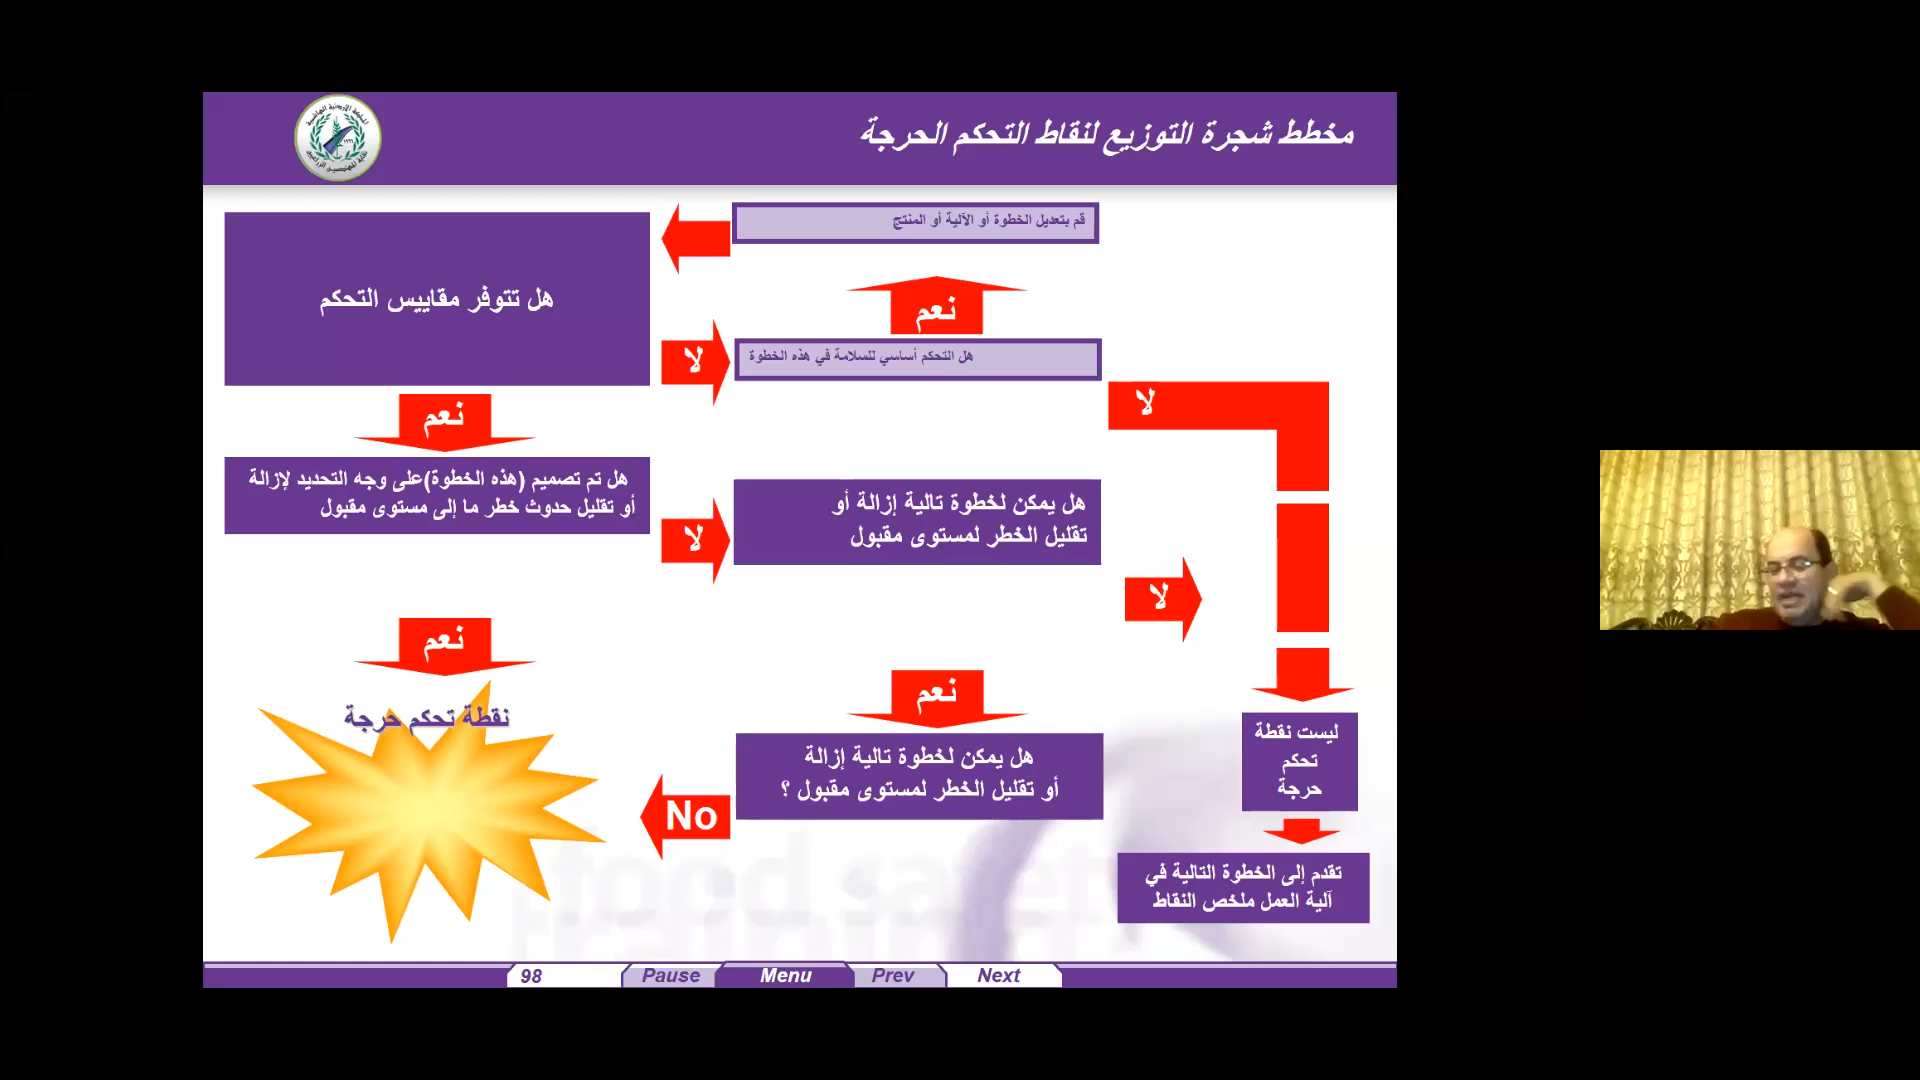 مخطط شجرة التوزيع لنقاط التحكم الحرجة
قم بتعديل الخطوة أو الآلية أو المنتج
هل تتوفر مقاييس التحكم
نعم
لا
هل التحكم أساسي للسلامة في هذه الخطوة
لا
نعم
هل تم تصميم (هذه الخطوة)على وجه التحديد لإزالة
أو تقليل حدوث خطر ما إلى مستوى مقبول
لا
هل يمكن لخطوة تالية إزالة أو
تقليل الخطر لمستوى مقبول
لا
نعم
نعم
نقطة تحكم حرجة
هل يمكن لخطوة تالية إزالة
أو تقليل الخطر لمستوى مقبول ؟
No
ليست نقطة
تحكم
حرجة
تقدم إلى الخطوة التالية في
آلية العمل ملخص النقاط
food safety
training
98
Pause
Menu
Prev
Next